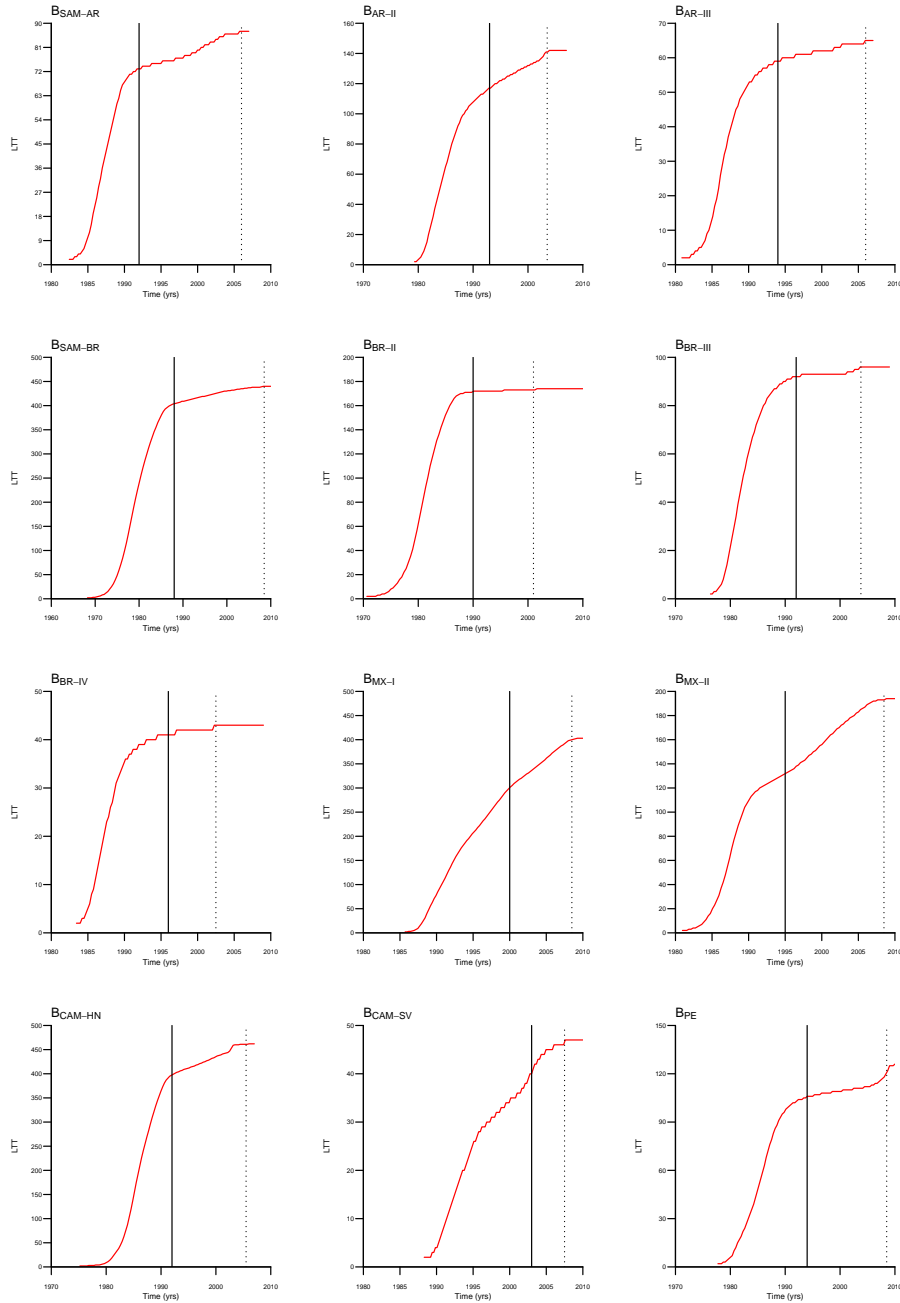 B_SAM–AR
LTT
90
81
72
63
54
45
36
27
18
9
0
1980 1985 1990 1995 2000 2005 2010
Time (yrs)
B_AR–II
LTT
160
140
120
100
80
60
40
20
0
1970 1980 1990 2000 2010
Time (yrs)
B_AR–III
LTT
70
60
50
40
30
20
10
0
1980 1985 1990 1995 2000 2005 2010
Time (yrs)
B_SAM–BR
LTT
500
450
400
350
300
250
200
150
100
50
0
1960 1970 1980 1990 2000 2010
Time (yrs)
B_BR–II
LTT
200
180
160
140
120
100
80
60
40
20
0
1970 1980 1990 2000 2010
Time (yrs)
B_BR–III
LTT
100
80
60
40
20
0
1970 1980 1990 2000 2010
Time (yrs)
B_BR–IV
LTT
50
40
30
20
10
0
1980 1985 1990 1995 2000 2005 2010
Time (yrs)
B_MX–I
LTT
500
450
400
350
300
250
200
150
100
50
0
1980 1985 1990 1995 2000 2005 2010
Time (yrs)
B_MX–II
LTT
200
180
160
140
120
100
80
60
40
20
0
1980 1985 1990 1995 2000 2005 2010
Time (yrs)
B_CAM–HN
LTT
500
450
400
350
300
250
200
150
100
50
0
1970 1980 1990 2000 2010
Time (yrs)
B_CAM–SV
LTT
50
40
30
20
10
0
1980 1985 1990 1995 2000 2005 2010
Time (yrs)
B_PE
LTT
150
120
90
60
30
0
1970 1980 1990 2000 2010
Time (yrs)